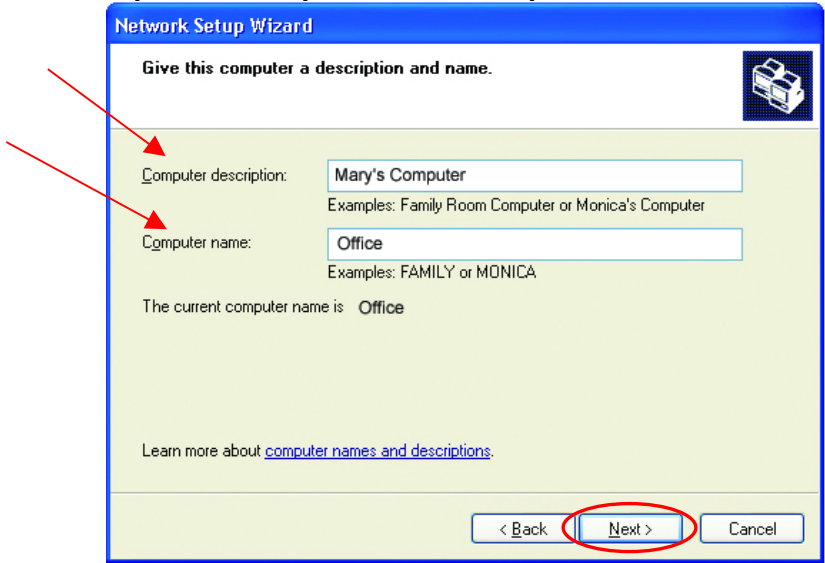 Network Setup Wizard
Give this computer a description and name.
Computer description: Mary's Computer
Examples: Family Room Computer or Monica's Computer
Computer name: Office
Examples: FAMILY or MONICA
The current computer name is Office
Learn more about computer names and descriptions.
< Back Next > Cancel